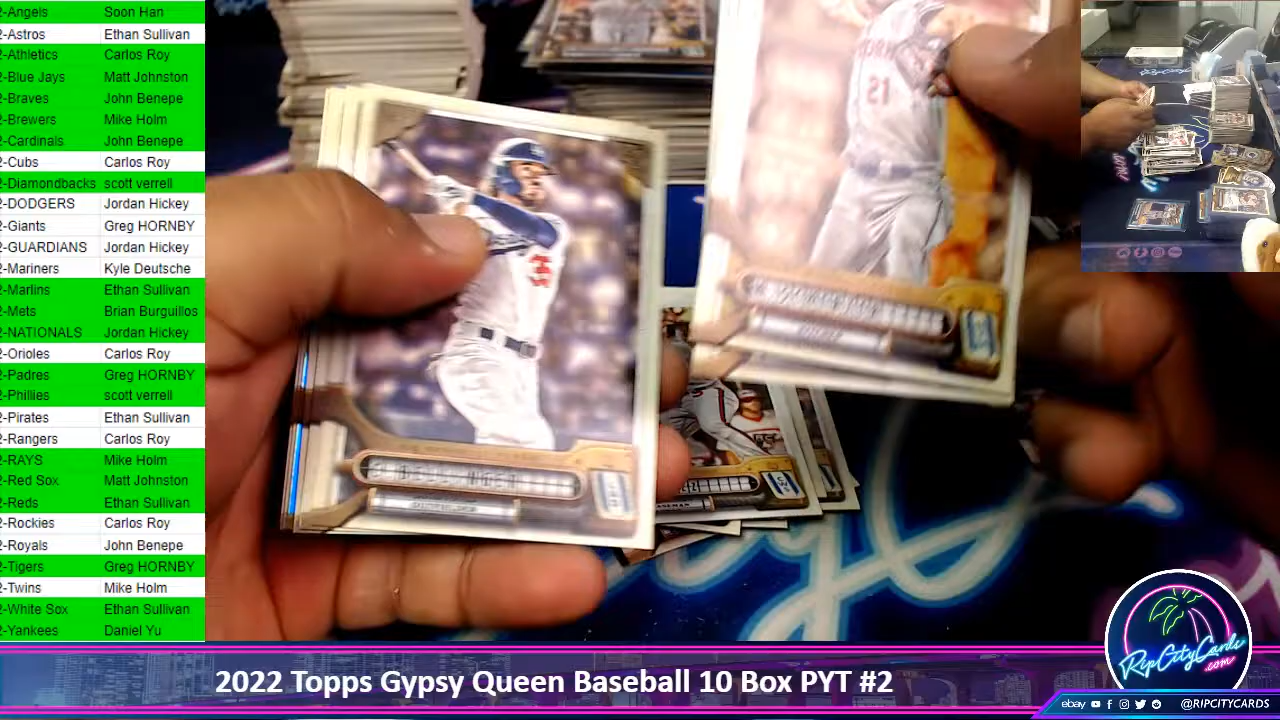 2-Angels Soon Han
2-Astros Ethan Sullivan
2-Athletics Carlos Roy
2-Blue Jays Matt Johnston
2-Braves John Benepe
2-Brewers Mike Holm
2-Cardinals John Benepe
2-Cubs Carlos Roy
2-Diamondbacks scott verrell
2-DODGERS Jordan Hickey
2-Giants Greg HORNBY
2-GUARDIANS Jordan Hickey
2-Mariners Kyle Deutsche
2-Marlins Ethan Sullivan
2-Mets Brian Burguillos
2-NATIONALS Jordan Hickey
2-Orioles Carlos Roy
2-Padres Greg HORNBY
2-Phillies scott verrell
2-Pirates Ethan Sullivan
2-Rangers Carlos Roy
2-RAYS Mike Holm
2-Red Sox Matt Johnston
2-Reds Ethan Sullivan
2-Rockies Carlos Roy
2-Royals John Benepe
2-Tigers Greg HORNBY
2-Twins Mike Holm
2-White Sox Ethan Sullivan
2-Yankees Daniel Yu
21
2022 Topps Gypsy Queen Baseball 10 Box PYT #2
RipCityCards
.com
ebay @RIPCITYCARDS